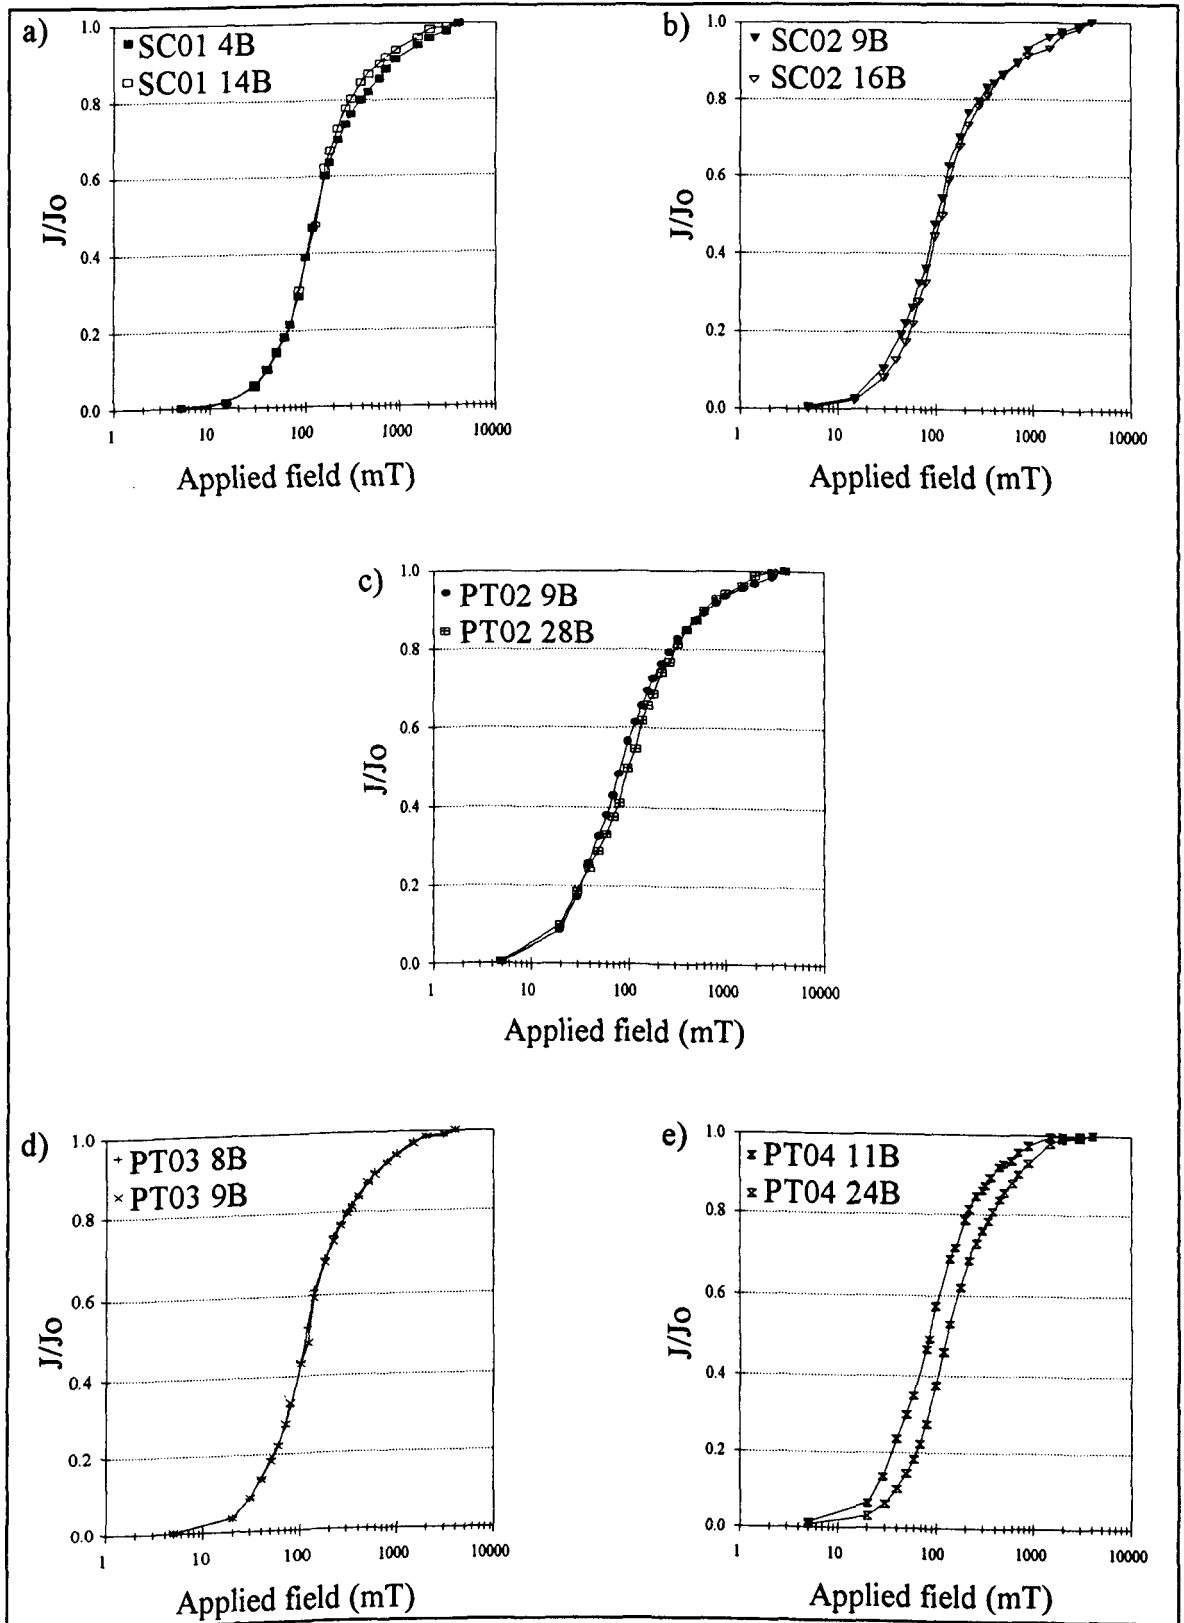 a)
■ SC01 4B
□ SC01 14B
J/Jo
1.0
0.8
0.6
0.4
0.2
0.0
1 10 100 1000 10000
Applied field (mT)
b)
SC02 9B
SC02 16B
J/Jo
1.0
0.8
0.6
0.4
0.2
0.0
1 10 100 1000 10000
Applied field (mT)
c)
PT02 9B
PT02 28B
J/Jo
1.0
0.8
0.6
0.4
0.2
0.0
1 10 100 1000 10000
Applied field (mT)
d)
PT03 8B
PT03 9B
J/Jo
1.0
0.8
0.6
0.4
0.2
0.0
1 10 100 1000 10000
Applied field (mT)
e)
PT04 11B
PT04 24B
J/Jo
1.0
0.8
0.6
0.4
0.2
0.0
1 10 100 1000 10000
Applied field (mT)